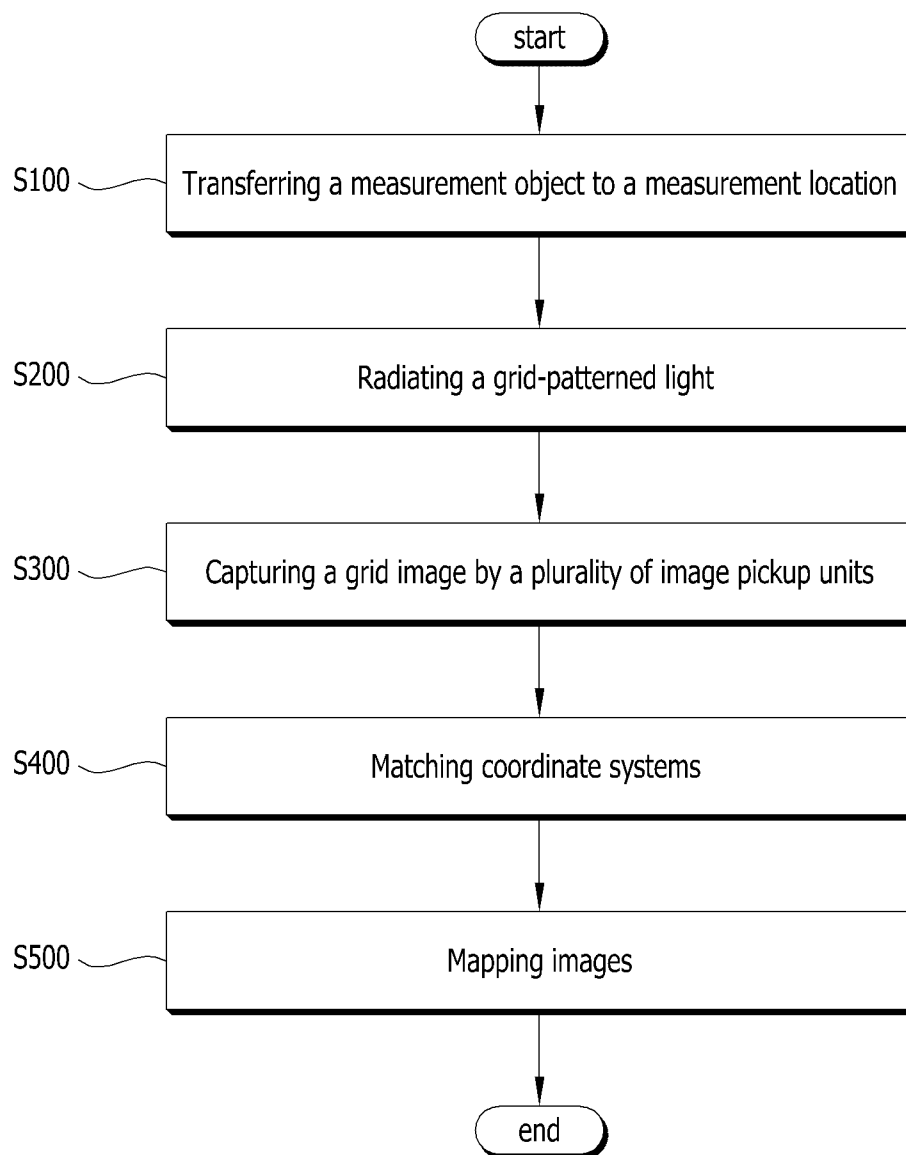 start
S100
Transferring a measurement object to a measurement location
S200
Radiating a grid-patterned light
S300
Capturing a grid image by a plurality of image pickup units
S400
Matching coordinate systems
S500
Mapping images
end